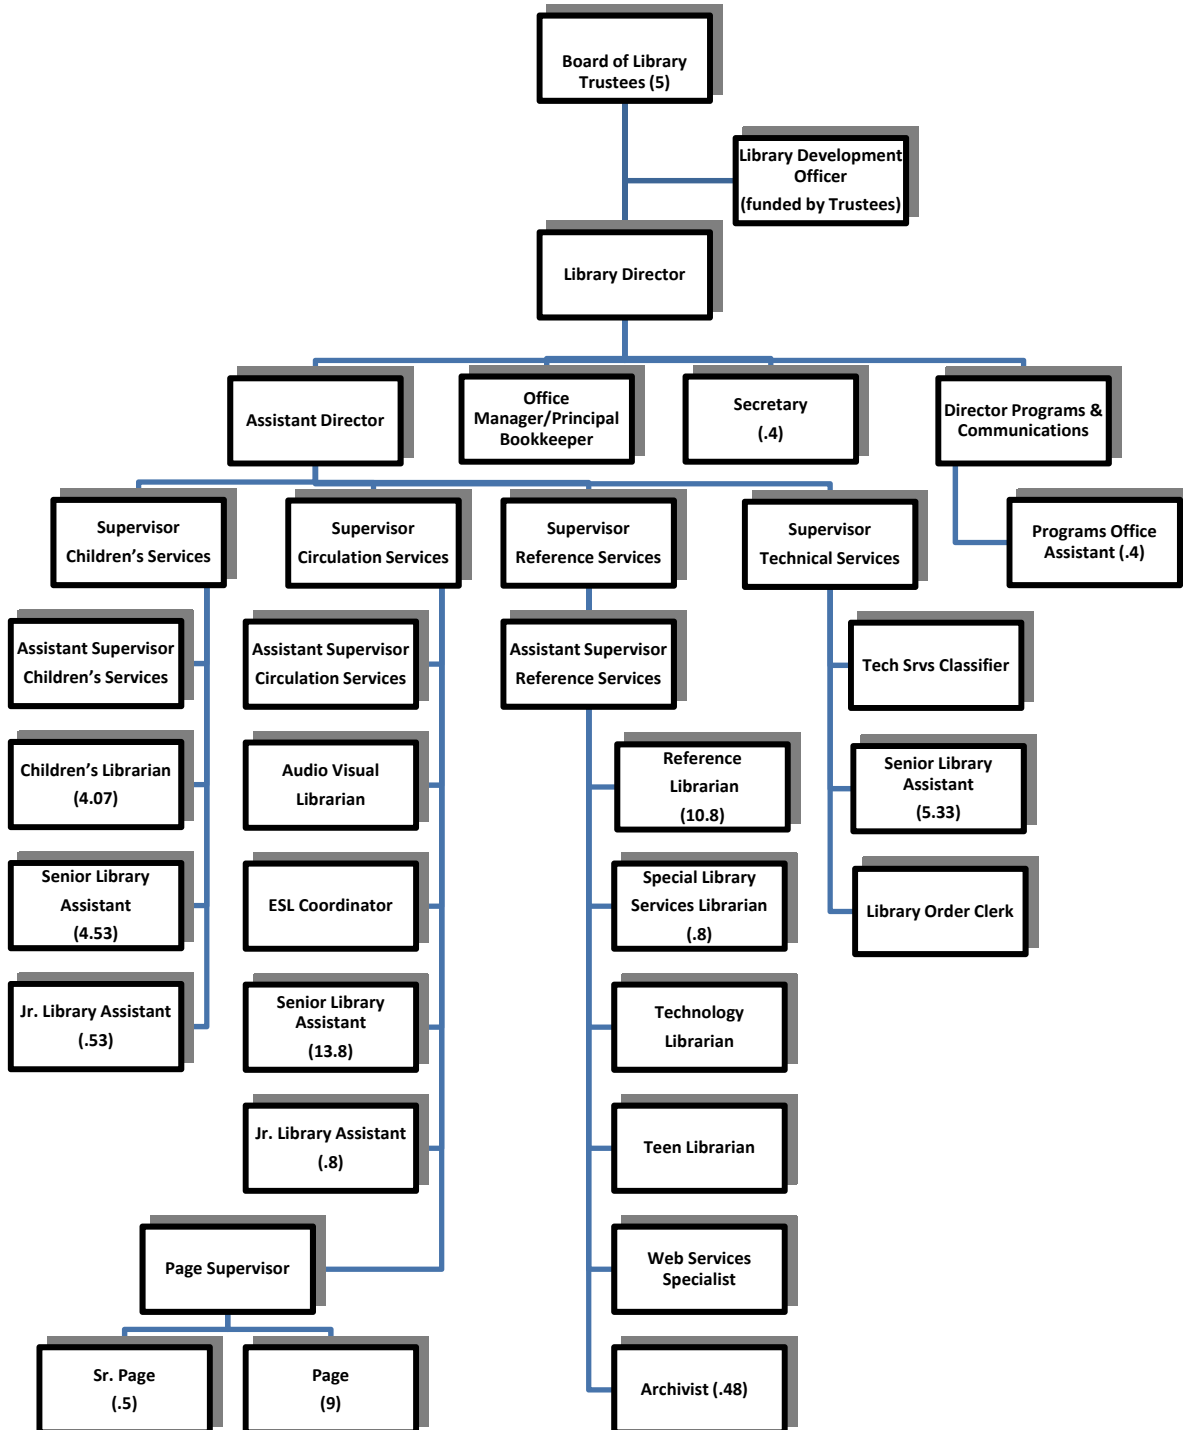 Board of Library
Trustees (5)
Library Development
Officer
(funded by Trustees)
Library Director
Assistant Director
Office
Manager/Principal
Bookkeeper
Secretary
(.4)
Director Programs &
Communications
Programs Office
Assistant (.4)
Supervisor
Children's Services
Supervisor
Circulation Services
Supervisor
Reference Services
Supervisor
Technical Services
Assistant Supervisor
Children's Services
Children's Librarian
(4.07)
Senior Library
Assistant
(4.53)
Jr. Library Assistant
(.53)
Assistant Supervisor
Circulation Services
Audio Visual
Librarian
ESL Coordinator
Senior Library
Assistant
(13.8)
Jr. Library Assistant
(.8)
Page Supervisor
Sr. Page
(.5)
Page
(9)
Assistant Supervisor
Reference Services
Reference
Librarian
(10.8)
Special Library
Services Librarian
(.8)
Technology
Librarian
Teen Librarian
Web Services
Specialist
Archivist (.48)
Tech Srvs Classifier
Senior Library
Assistant
(5.33)
Library Order Clerk